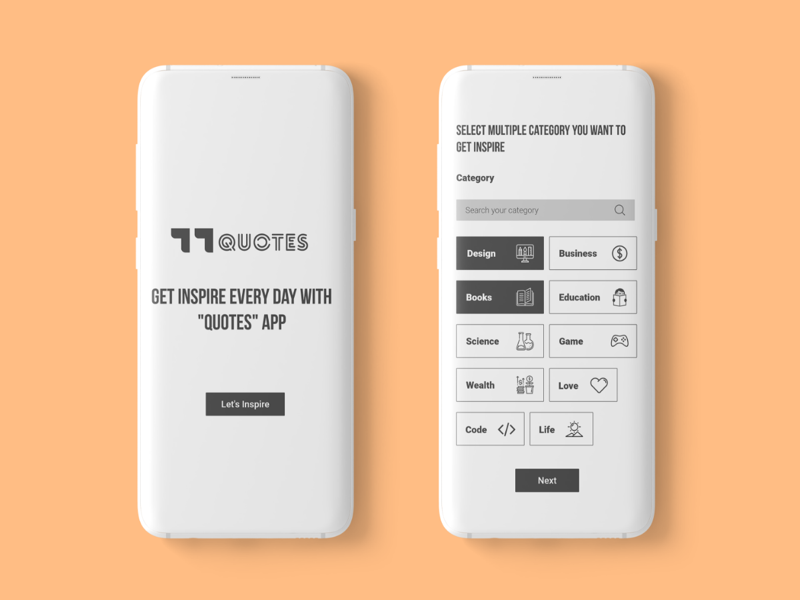 QUOTES
GET INSPIRE EVERY DAY WITH
"QUOTES" APP
Let's Inspire
SELECT MULTIPLE CATEGORY YOU WANT TO
GET INSPIRE
Category
Search your category
Design
Business
Books
Education
Science
Game
Wealth
Love
Code
Life
Next